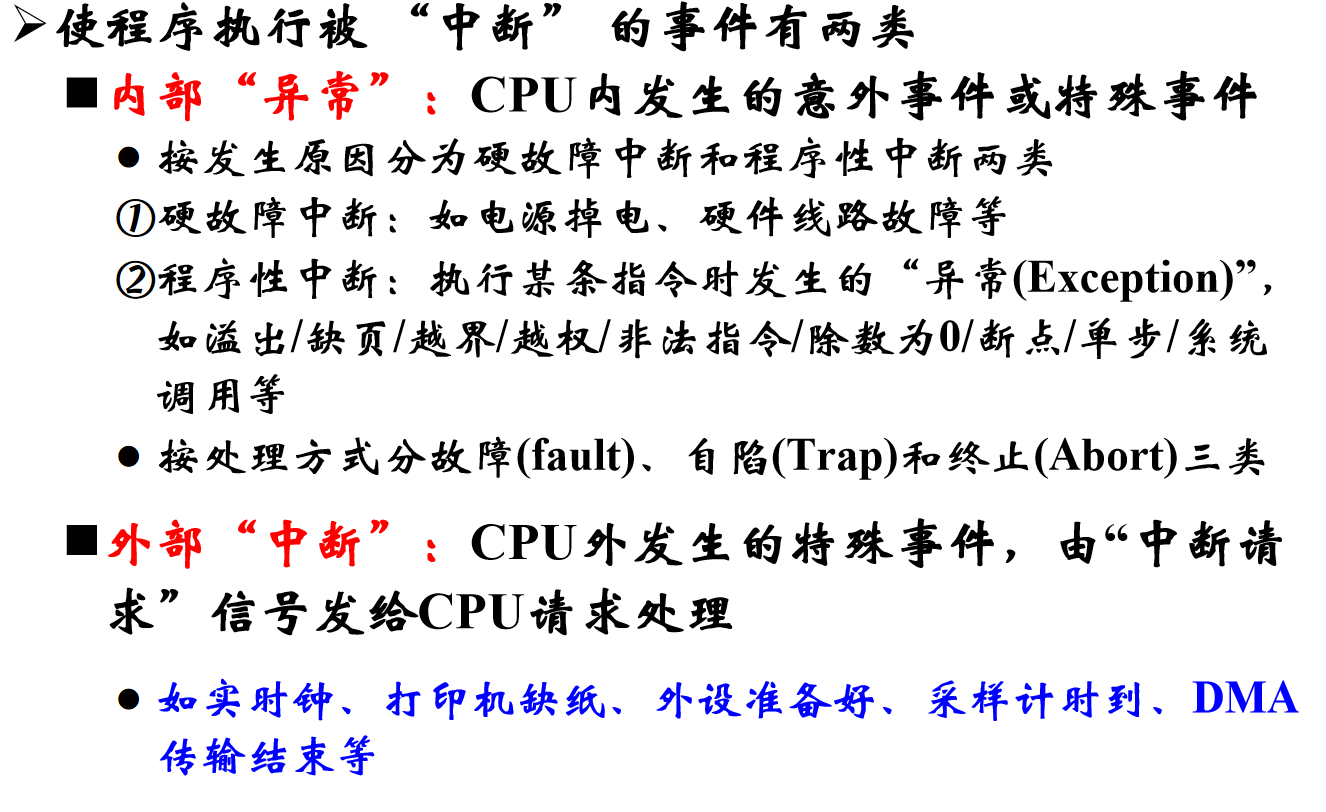 ➢使程序执行被 “中断” 的事件有两类
■内部“异常”：CPU内发生的意外事件或特殊事件
● 按发生原因分为硬故障中断和程序性中断两类
①硬故障中断：如电源掉电、硬件线路故障等
②程序性中断：执行某条指令时发生的“异常(Exception)”，
如溢出/缺页/越界/越权/非法指令/除数为0/断点/单步/系统
调用等
● 按处理方式分故障(fault)、自陷(Trap)和终止(Abort)三类
■外部“中断”：CPU外发生的特殊事件，由“中断请
求”信号发给CPU请求处理
● 如实时钟、打印机缺纸、外设准备好、采样计时到、DMA
传输结束等